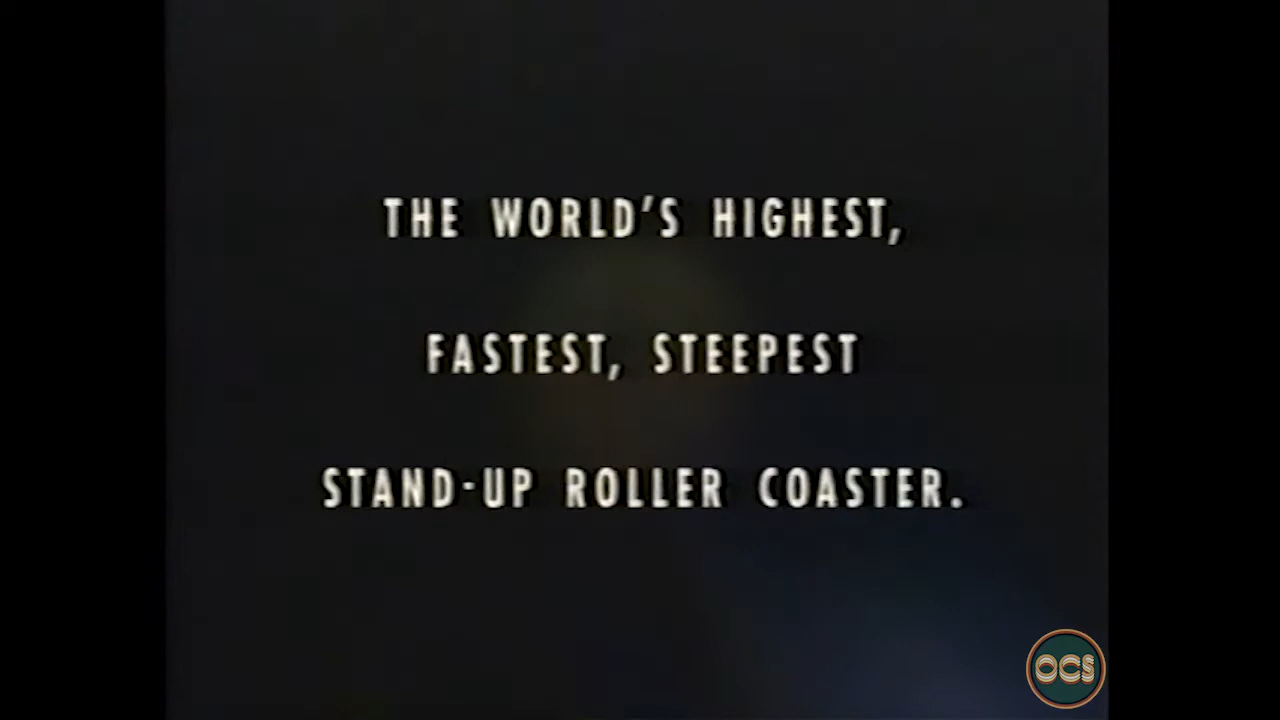 THE WORLD'S HIGHEST,
FASTEST, STEEPEST
STAND-UP ROLLER COASTER.
OCS